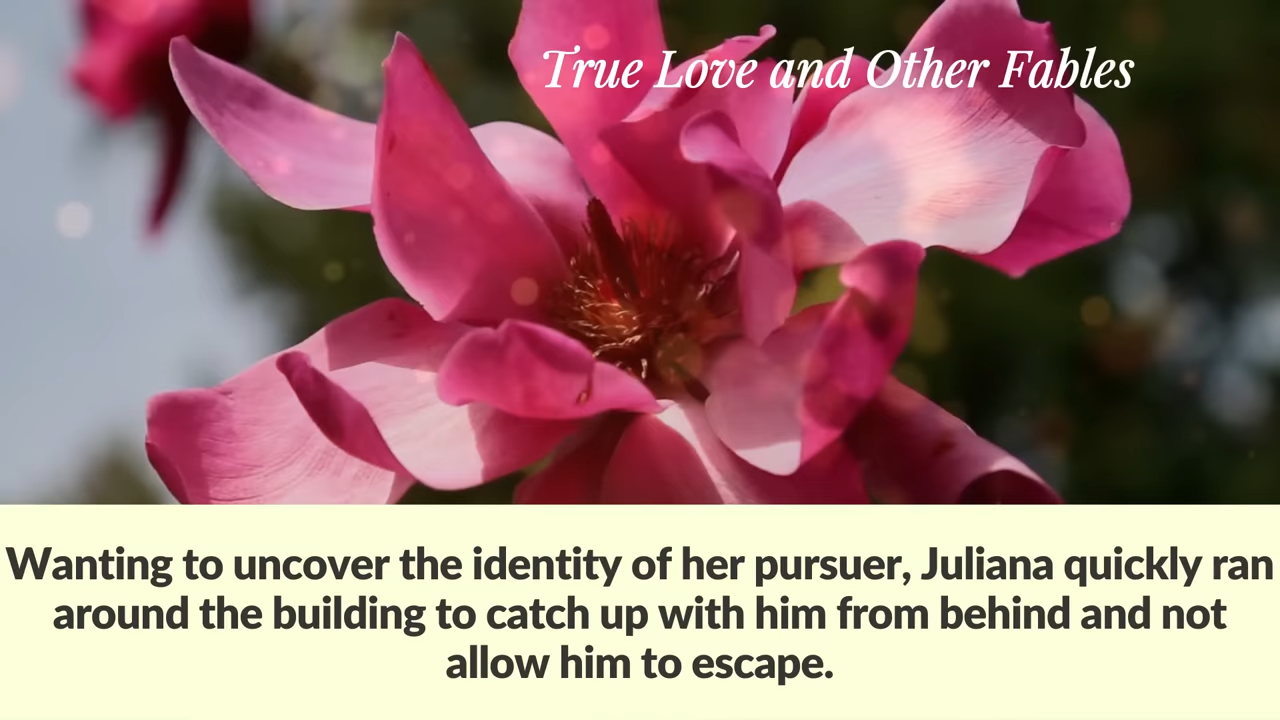 True Love and Other Fables
Wanting to uncover the identity of her pursuer, Juliana quickly ran
around the building to catch up with him from behind and not
allow him to escape.